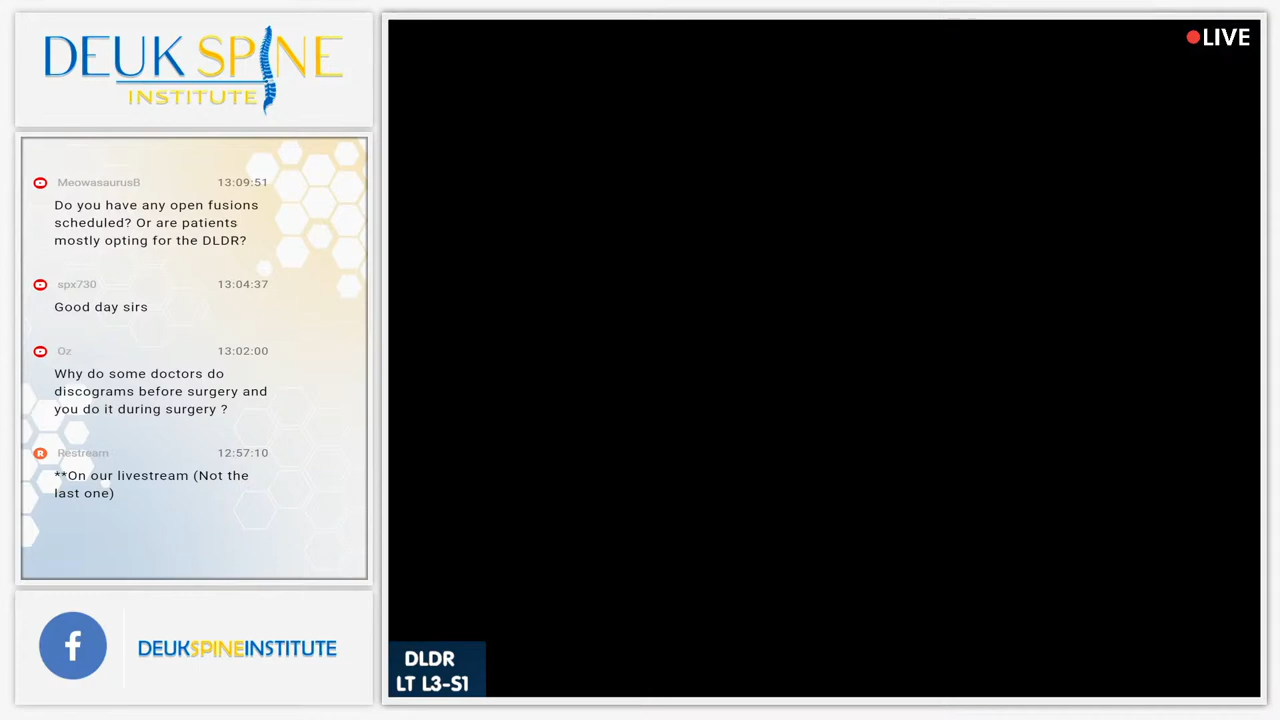 DEUK SPINE
INSTITUTE
LIVE
MeowasaurusB 13:09:51
Do you have any open fusions
scheduled? Or are patients
mostly opting for the DLDR?
spx730 13:04:37
Good day sirs
Oz 13:02:00
Why do some doctors do
discograms before surgery and
you do it during surgery ?
R Restream 12:57:10
**On our livestream (Not the
last one)
f DEUKSPINEINSTITUTE
DLDR
LT L3-S1